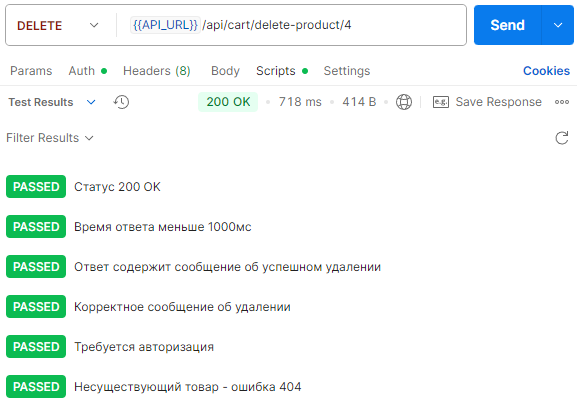 DELETE {{API_URL}} /api/cart/delete-product/4 Send
Params Auth Headers (8) Body Scripts Settings Cookies
Test Results 200 OK 718 ms 414 B e.g. Save Response
Filter Results
PASSED Статус 200 OK
PASSED Время ответа меньше 1000мс
PASSED Ответ содержит сообщение об успешном удалении
PASSED Корректное сообщение об удалении
PASSED Требуется авторизация
PASSED Несуществующий товар - ошибка 404